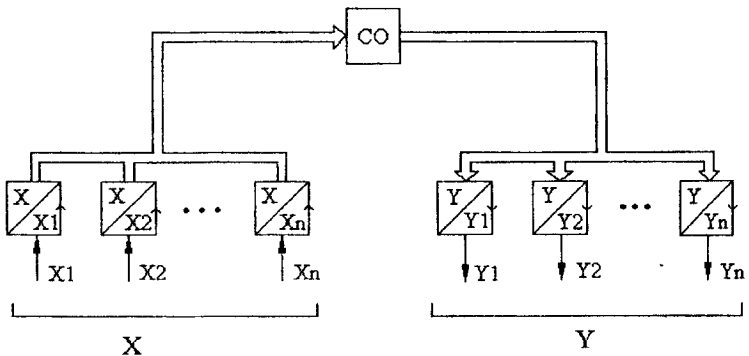 CO
X X X Y Y Y
X1 X2 ••• Xn Y1 Y2 ••• Yn
X1 X2 Xn Y1 Y2 Yn
X Y